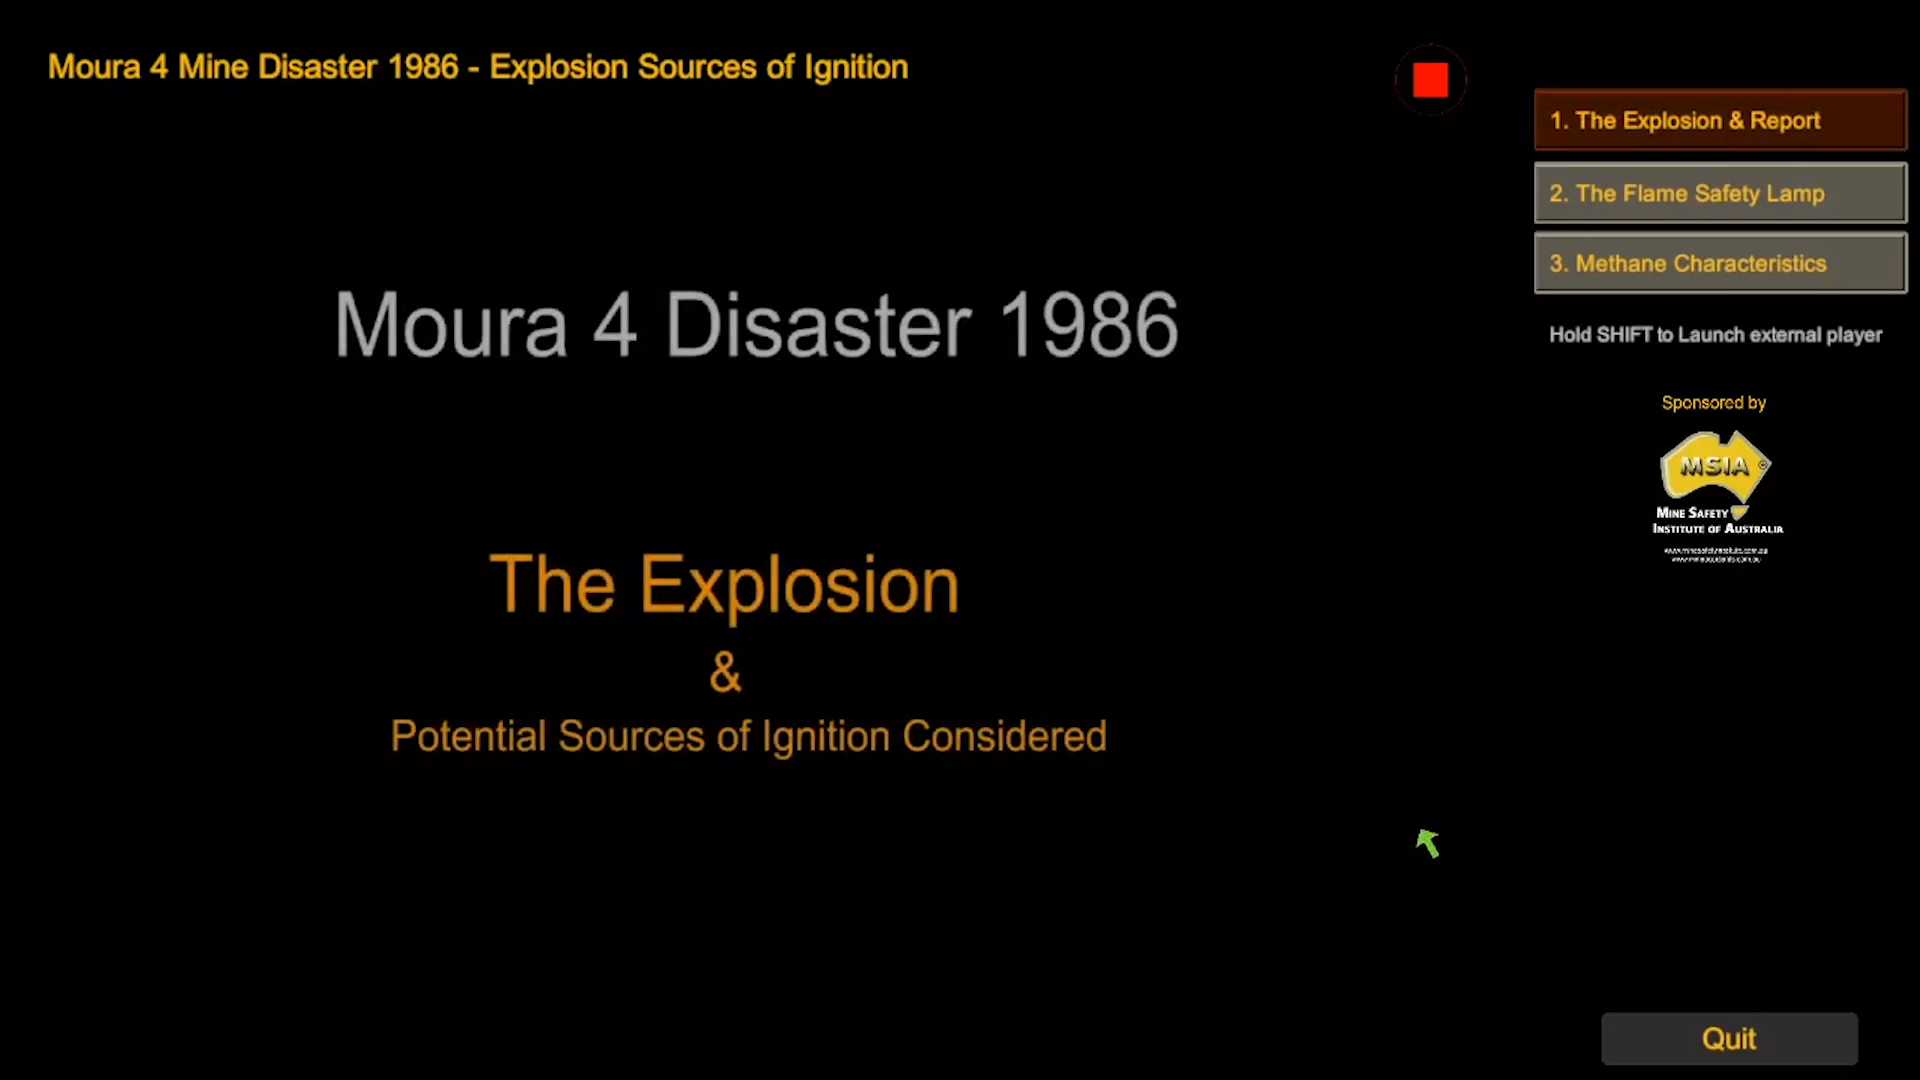 Moura 4 Mine Disaster 1986 - Explosion Sources of Ignition
1. The Explosion & Report
2. The Flame Safety Lamp
3. Methane Characteristics
Hold SHIFT to Launch external player
Sponsored by
MSIA
MINE SAFETY
INSTITUTE OF AUSTRALIA
Moura 4 Disaster 1986
The Explosion
&
Potential Sources of Ignition Considered
Quit